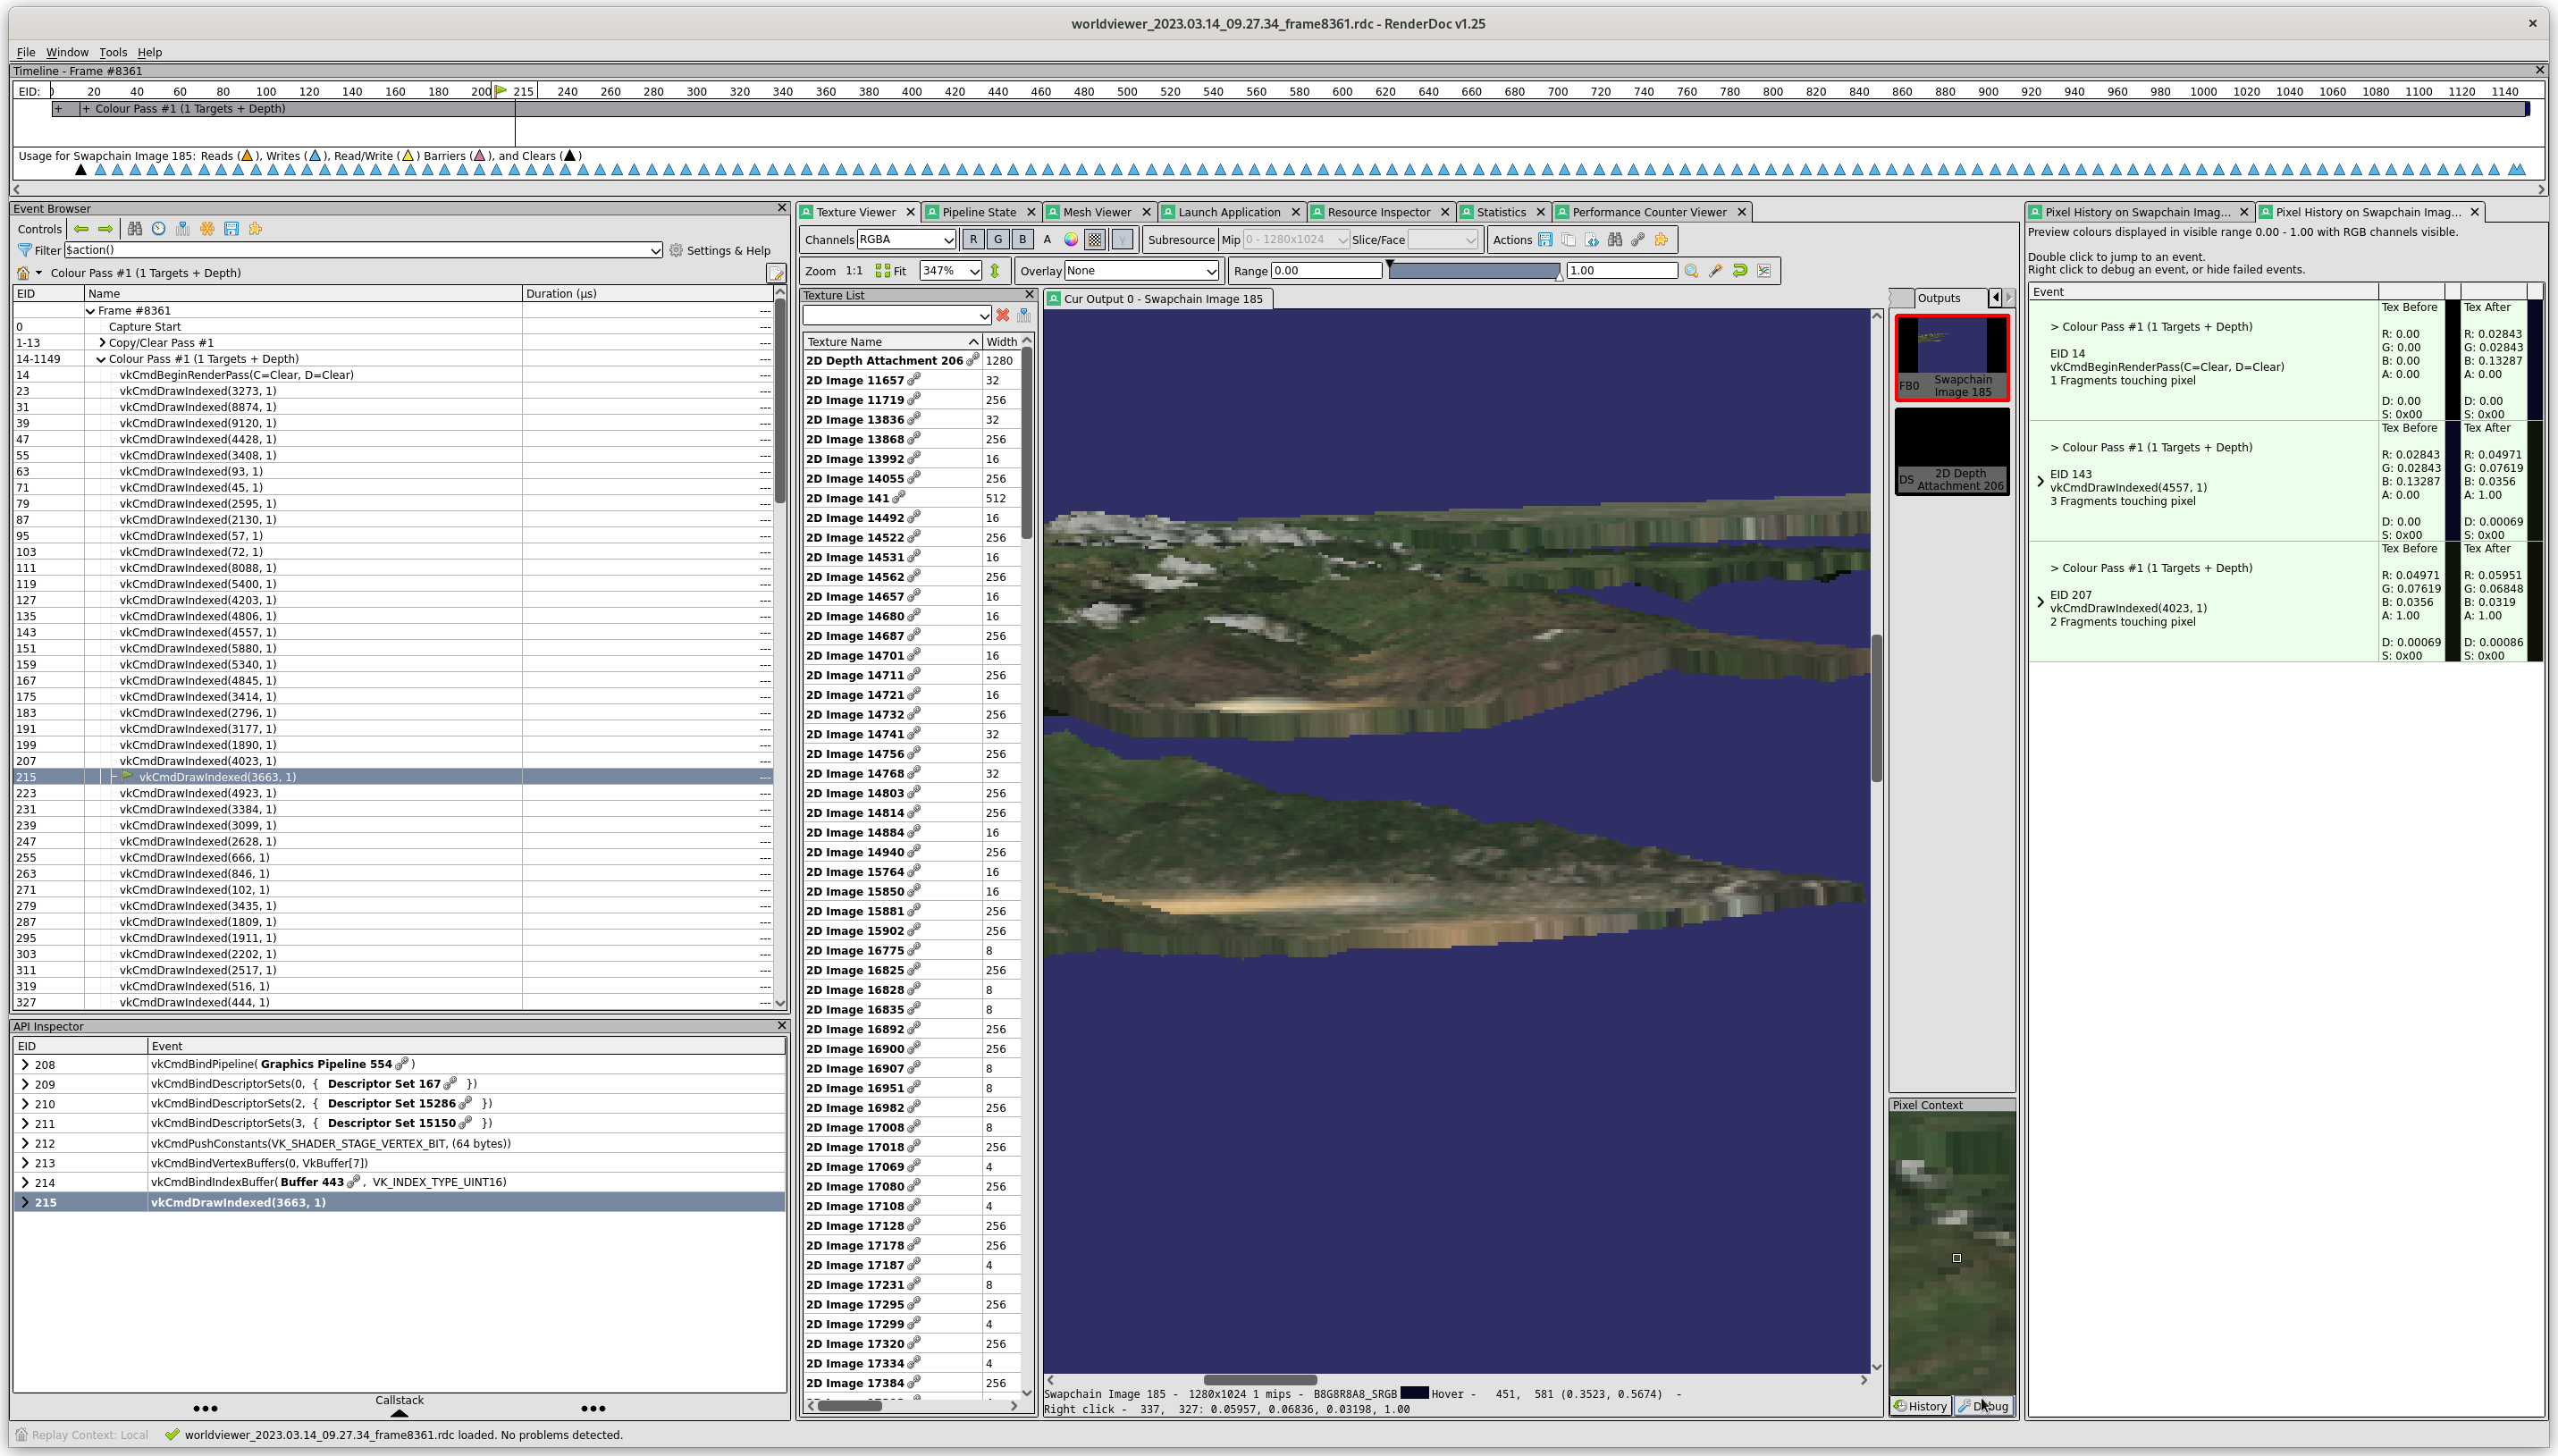 worldviewer_2023.03.14_09.27.34_frame8361.rdc - RenderDoc v1.25
File Window Tools Help
Timeline - Frame #8361
EID: 0 20 40 60 80 100 120 140 160 180 200 215 240 260 280 300 320 340 360 380 400 420 440 460 480 500 520 540 560 580 600 620 640 660 680 700 720 740 760 780 800 820 840 860 880 900 920 940 960 980 1000 1020 1040 1060 1080 1100 1120 1140
+ + Colour Pass #1 (1 Targets + Depth)
Usage for Swapchain Image 185: Reads ( ), Writes ( ), Read/Write ( ) Barriers ( ), and Clears ( )
Event Browser
Controls
Filter $action() Settings & Help
Colour Pass #1 (1 Targets + Depth)
EID Name Duration (µs)
Frame #8361 ---
0 Capture Start ---
1-13 Copy/Clear Pass #1 ---
14-1149 Colour Pass #1 (1 Targets + Depth) ---
14 vkCmdBeginRenderPass(C=Clear, D=Clear) ---
23 vkCmdDrawIndexed(3273, 1) ---
31 vkCmdDrawIndexed(8874, 1) ---
39 vkCmdDrawIndexed(9120, 1) ---
47 vkCmdDrawIndexed(4428, 1) ---
55 vkCmdDrawIndexed(3408, 1) ---
63 vkCmdDrawIndexed(93, 1) ---
71 vkCmdDrawIndexed(45, 1) ---
79 vkCmdDrawIndexed(2595, 1) ---
87 vkCmdDrawIndexed(2130, 1) ---
95 vkCmdDrawIndexed(57, 1) ---
103 vkCmdDrawIndexed(72, 1) ---
111 vkCmdDrawIndexed(8088, 1) ---
119 vkCmdDrawIndexed(5400, 1) ---
127 vkCmdDrawIndexed(4203, 1) ---
135 vkCmdDrawIndexed(4806, 1) ---
143 vkCmdDrawIndexed(4557, 1) ---
151 vkCmdDrawIndexed(5880, 1) ---
159 vkCmdDrawIndexed(5340, 1) ---
167 vkCmdDrawIndexed(4845, 1) ---
175 vkCmdDrawIndexed(3414, 1) ---
183 vkCmdDrawIndexed(2796, 1) ---
191 vkCmdDrawIndexed(3177, 1) ---
199 vkCmdDrawIndexed(1890, 1) ---
207 vkCmdDrawIndexed(4023, 1) ---
215 vkCmdDrawIndexed(3663, 1) ---
223 vkCmdDrawIndexed(4923, 1) ---
231 vkCmdDrawIndexed(3384, 1) ---
239 vkCmdDrawIndexed(3099, 1) ---
247 vkCmdDrawIndexed(2628, 1) ---
255 vkCmdDrawIndexed(666, 1) ---
263 vkCmdDrawIndexed(846, 1) ---
271 vkCmdDrawIndexed(102, 1) ---
279 vkCmdDrawIndexed(3435, 1) ---
287 vkCmdDrawIndexed(1809, 1) ---
295 vkCmdDrawIndexed(1911, 1) ---
303 vkCmdDrawIndexed(2202, 1) ---
311 vkCmdDrawIndexed(2517, 1) ---
319 vkCmdDrawIndexed(516, 1) ---
327 vkCmdDrawIndexed(444, 1) ---
API Inspector
EID Event
208 vkCmdBindPipeline( Graphics Pipeline 554 )
209 vkCmdBindDescriptorSets(0, { Descriptor Set 167 })
210 vkCmdBindDescriptorSets(2, { Descriptor Set 15286 })
211 vkCmdBindDescriptorSets(3, { Descriptor Set 15150 })
212 vkCmdPushConstants(VK_SHADER_STAGE_VERTEX_BIT, (64 bytes))
213 vkCmdBindVertexBuffers(0, VkBuffer[7])
214 vkCmdBindIndexBuffer( Buffer 443 , VK_INDEX_TYPE_UINT16)
215 vkCmdDrawIndexed(3663, 1)
Callstack
Replay Context: Local worldviewer_2023.03.14_09.27.34_frame8361.rdc loaded. No problems detected.
Texture Viewer Pipeline State Mesh Viewer Launch Application Resource Inspector Statistics Performance Counter Viewer
Channels RGBA R G B A γ Subresource Mip 0 - 1280x1024 Slice/Face Actions
Zoom 1:1 Fit 347% Overlay None Range 0.00 1.00
Texture List
Texture Name Width
2D Depth Attachment 206 1280
2D Image 11657 32
2D Image 11719 256
2D Image 13836 32
2D Image 13868 256
2D Image 13992 16
2D Image 14055 256
2D Image 141 512
2D Image 14492 16
2D Image 14522 256
2D Image 14531 16
2D Image 14562 256
2D Image 14657 16
2D Image 14680 16
2D Image 14687 256
2D Image 14701 16
2D Image 14711 256
2D Image 14721 16
2D Image 14732 256
2D Image 14741 32
2D Image 14756 256
2D Image 14768 32
2D Image 14803 256
2D Image 14814 256
2D Image 14884 16
2D Image 14940 256
2D Image 15764 16
2D Image 15850 16
2D Image 15881 256
2D Image 15902 256
2D Image 16775 8
2D Image 16825 256
2D Image 16828 8
2D Image 16835 8
2D Image 16892 256
2D Image 16900 256
2D Image 16907 8
2D Image 16951 8
2D Image 16982 256
2D Image 17008 8
2D Image 17018 256
2D Image 17069 4
2D Image 17080 256
2D Image 17108 4
2D Image 17128 256
2D Image 17178 256
2D Image 17187 4
2D Image 17231 8
2D Image 17295 256
2D Image 17299 4
2D Image 17320 256
2D Image 17334 4
2D Image 17384 256
Cur Output 0 - Swapchain Image 185
Swapchain Image 185 - 1280x1024 1 mips - B8G8R8A8_SRGB Hover - 451, 581 (0.3523, 0.5674) -
Right click - 337, 327: 0.05957, 0.06836, 0.03198, 1.00
Outputs
FB0 Swapchain
Image 185
DS 2D Depth
Attachment 206
Pixel Context
History Debug
Pixel History on Swapchain Imag... Pixel History on Swapchain Imag...
Preview colours displayed in visible range 0.00 - 1.00 with RGB channels visible.
Double click to jump to an event.
Right click to debug an event, or hide failed events.
Event
Tex Before Tex After
> Colour Pass #1 (1 Targets + Depth)
R: 0.00 R: 0.02843
G: 0.00 G: 0.02843
EID 14
B: 0.00 B: 0.13287
vkCmdBeginRenderPass(C=Clear, D=Clear)
A: 0.00 A: 0.00
1 Fragments touching pixel
D: 0.00 D: 0.00
S: 0x00 S: 0x00
Tex Before Tex After
> Colour Pass #1 (1 Targets + Depth)
R: 0.02843 R: 0.04971
G: 0.02843 G: 0.07619
EID 143
B: 0.13287 B: 0.0356
vkCmdDrawIndexed(4557, 1)
A: 0.00 A: 1.00
3 Fragments touching pixel
D: 0.00 D: 0.00069
S: 0x00 S: 0x00
Tex Before Tex After
> Colour Pass #1 (1 Targets + Depth)
R: 0.04971 R: 0.05951
G: 0.07619 G: 0.06848
EID 207
B: 0.0356 B: 0.0319
vkCmdDrawIndexed(4023, 1)
A: 1.00 A: 1.00
2 Fragments touching pixel
D: 0.00069 D: 0.00086
S: 0x00 S: 0x00